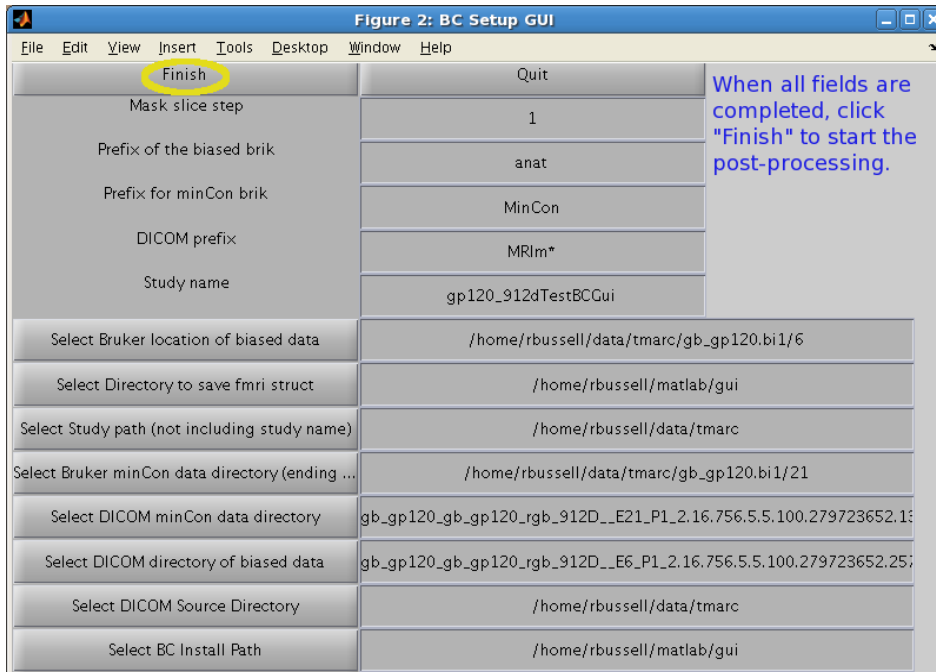 Figure 2: BC Setup GUI
File Edit View Insert Tools Desktop Window Help
Finish Quit
When all fields are
completed, click
"Finish" to start the
post-processing.
Mask slice step 1
Prefix of the biased brik anat
Prefix for minCon brik MinCon
DICOM prefix MRIm*
Study name gp120_912dTestBCGui
Select Bruker location of biased data /home/rbussell/data/tmarc/gb_gp120.bi1/6
Select Directory to save fmri struct /home/rbussell/matlab/gui
Select Study path (not including study name) /home/rbussell/data/tmarc
Select Bruker minCon data directory (ending ... /home/rbussell/data/tmarc/gb_gp120.bi1/21
Select DICOM minCon data directory gb_gp120_gb_gp120_rgb_912D__E21_P1_2.16.756.5.5.100.279723652.13
Select DICOM directory of biased data gb_gp120_gb_gp120_rgb_912D__E6_P1_2.16.756.5.5.100.279723652.257
Select DICOM Source Directory /home/rbussell/data/tmarc
Select BC Install Path /home/rbussell/matlab/gui